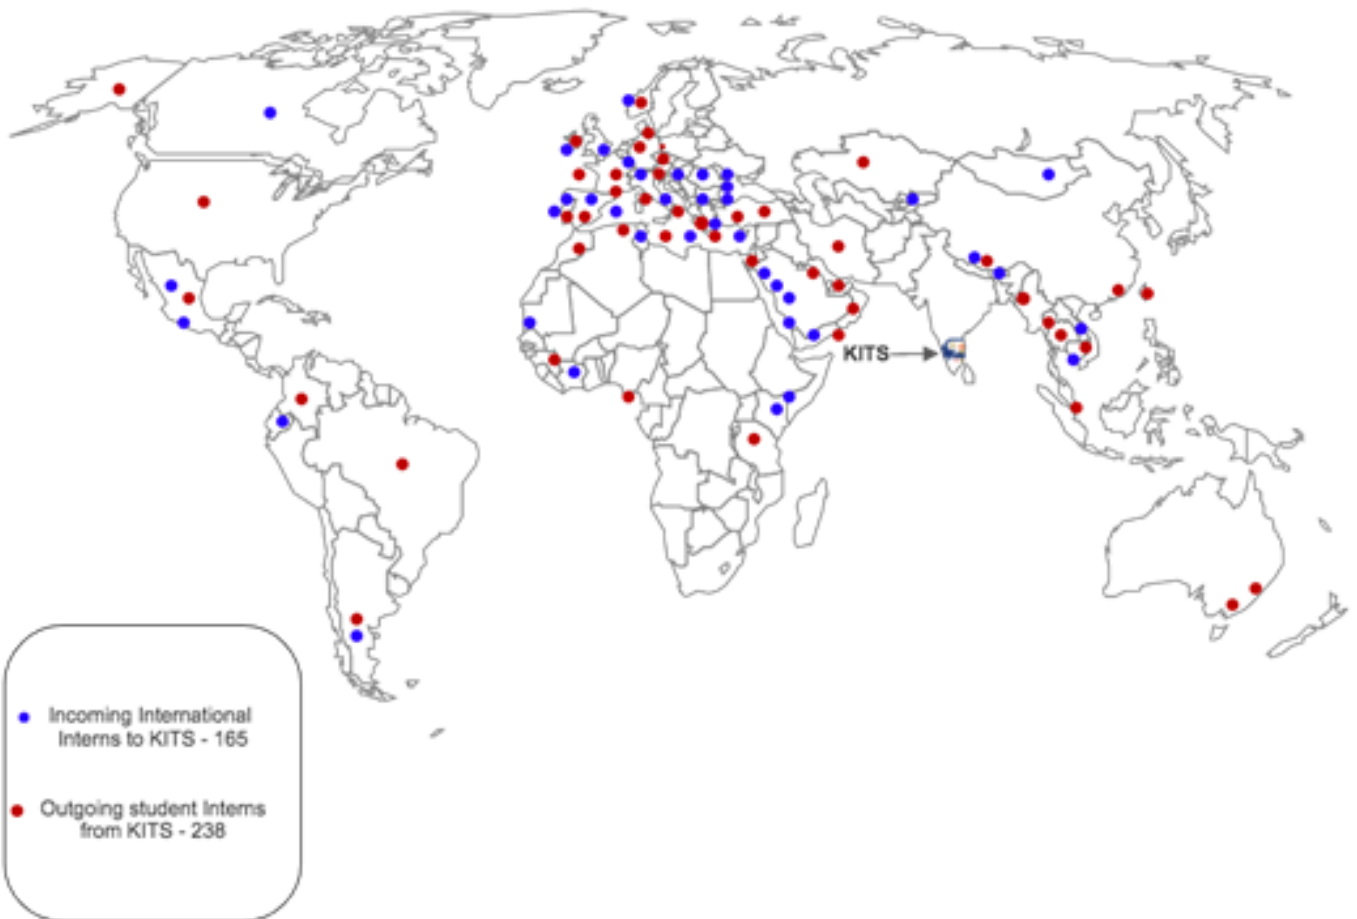 KITS
Incoming International
Interns to KITS - 165
Outgoing student Interns
from KITS - 238